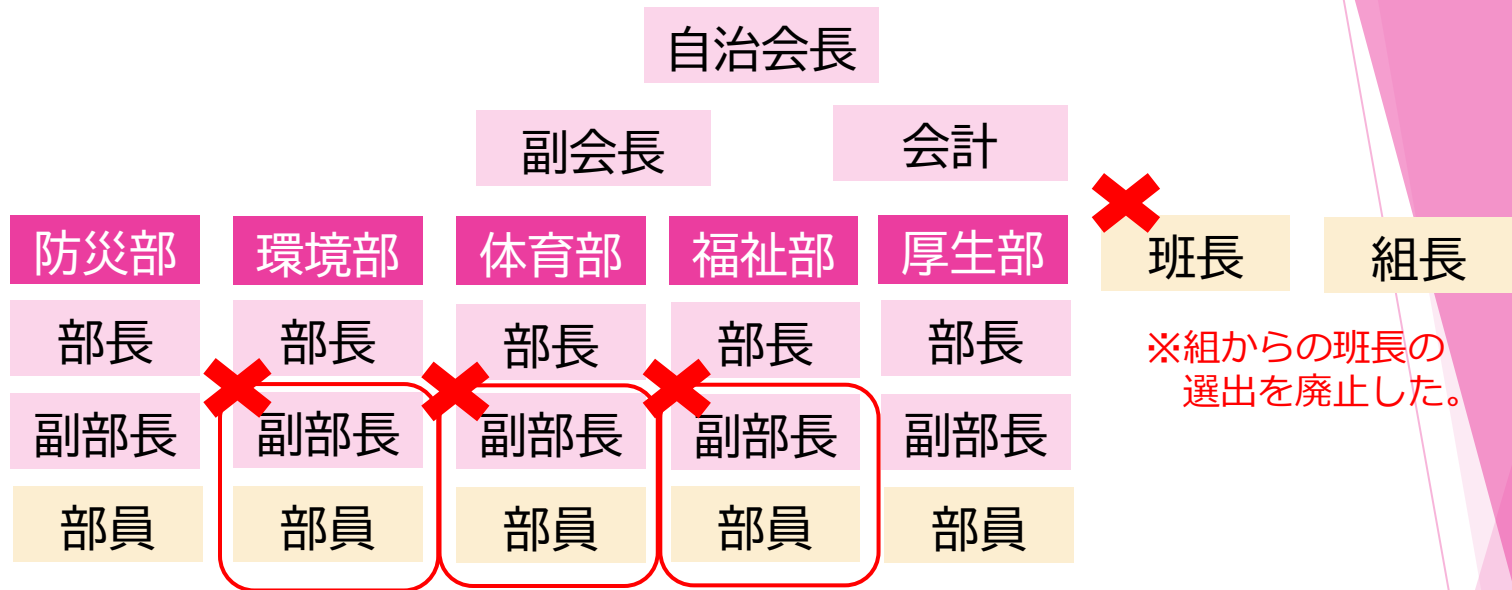 自治会長
副会長
会計
防災部
環境部
体育部
福祉部
厚生部
班長
組長
部長
部長
部長
部長
部長
※組からの班長の
選出を廃止した。
副部長
副部長
副部長
副部長
副部長
部員
部員
部員
部員
部員